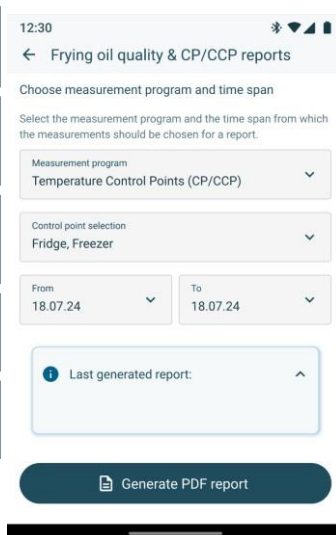 12:30
Frying oil quality & CP/CCP reports
Choose measurement program and time span
Select the measurement program and the time span from which
the measurements should be chosen for a report.
Measurement program
Temperature Control Points (CP/CCP)
Control point selection
Fridge, Freezer
From
18.07.24
To
18.07.24
Last generated report:
Generate PDF report